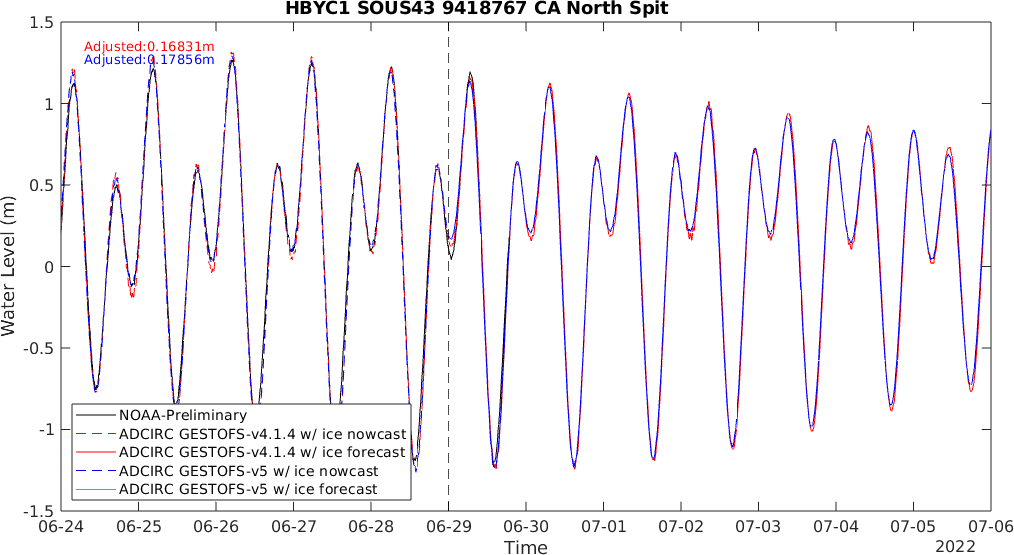 HBYC1 SOUS43 9418767 CA North Spit
Adjusted:0.16831m
Adjusted:0.17856m
Water Level (m)
1.5
1
0.5
0
-0.5
-1
-1.5
NOAA-Preliminary
ADCIRC GESTOFS-v4.1.4 w/ ice nowcast
ADCIRC GESTOFS-v4.1.4 w/ ice forecast
ADCIRC GESTOFS-v5 w/ ice nowcast
ADCIRC GESTOFS-v5 w/ ice forecast
06-24 06-25 06-26 06-27 06-28 06-29 06-30 07-01 07-02 07-03 07-04 07-05 07-06
Time
2022